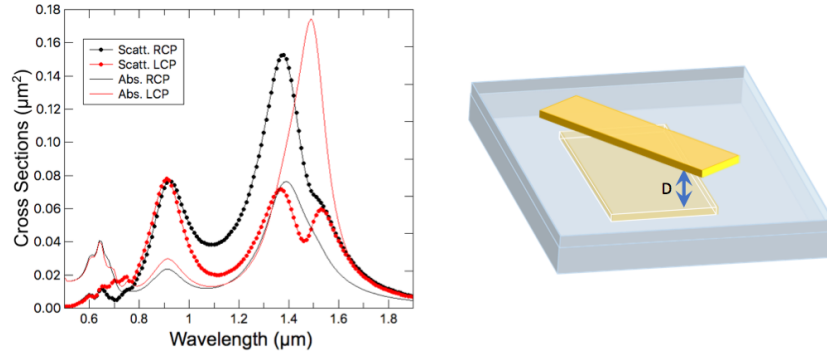 0.18
0.16
0.14
0.12
0.10
0.08
0.06
0.04
0.02
0.00
Cross Sections (μm²)
Scatt. RCP
Scatt. LCP
Abs. RCP
Abs. LCP
0.6 0.8 1 1.2 1.4 1.6 1.8
Wavelength (μm)
D